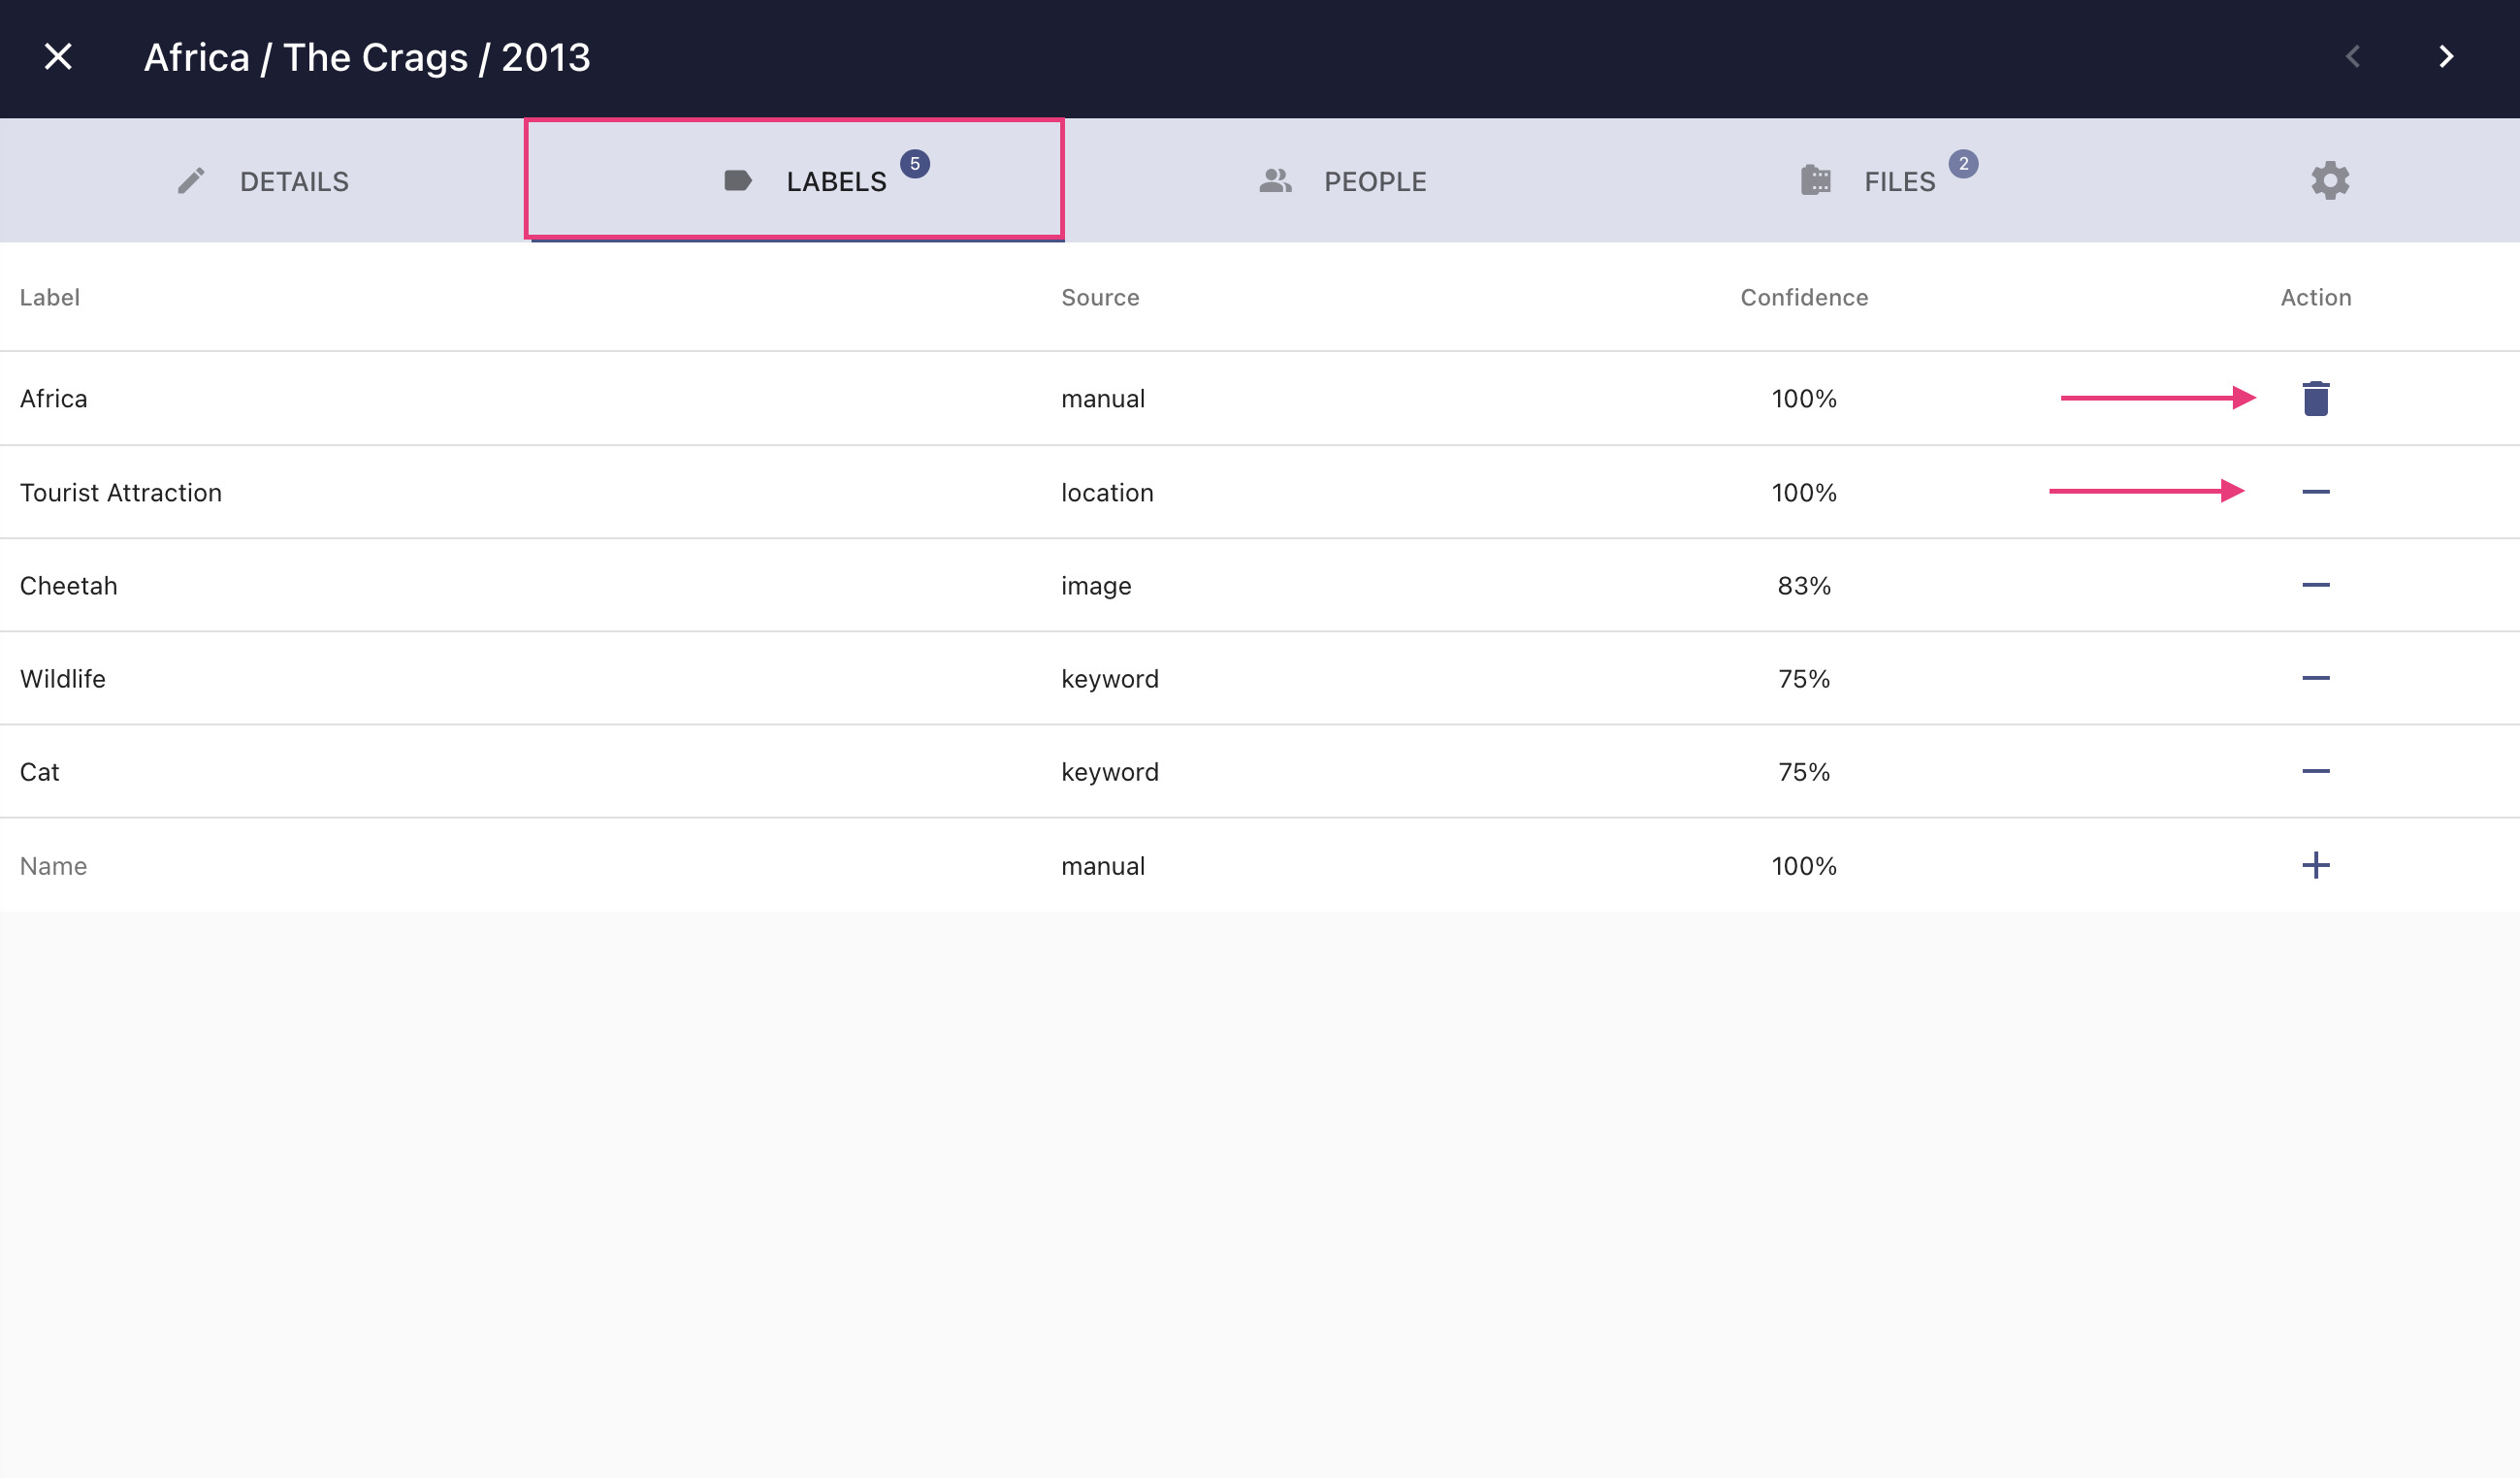 Africa / The Crags / 2013
DETAILS
LABELS 5
PEOPLE
FILES 2
Label Source Confidence Action
Africa manual 100%
Tourist Attraction location 100%
Cheetah image 83%
Wildlife keyword 75%
Cat keyword 75%
Name manual 100%